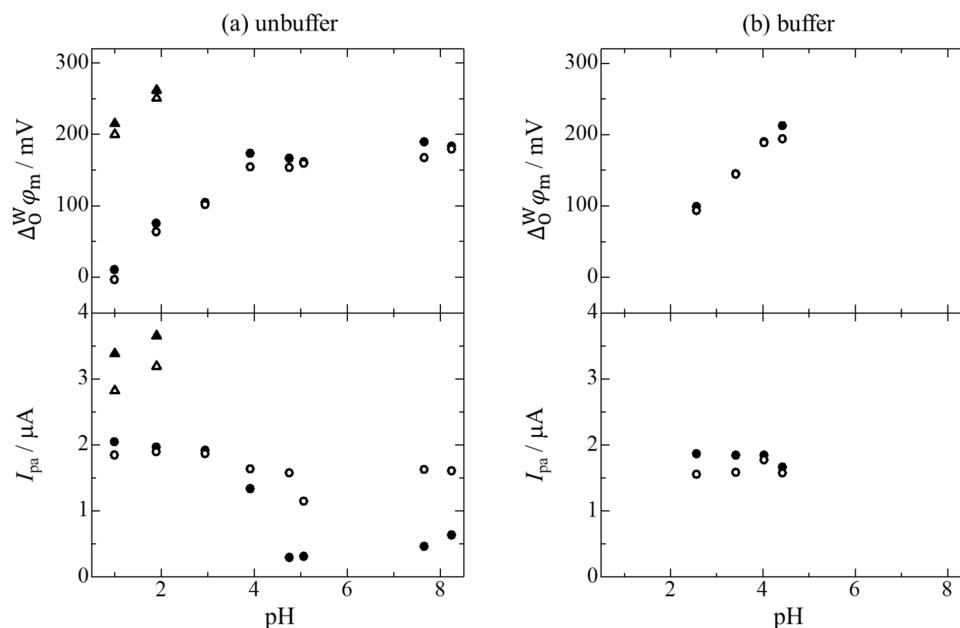 (a) unbuffer
(b) buffer
300
200
100
0
Δ_O^W φ_m / mV
300
200
100
0
Δ_O^W φ_m / mV
4
3
2
1
0
I_pa / μA
4
3
2
1
0
I_pa / μA
2 4 6 8
pH
2 4 6 8
pH